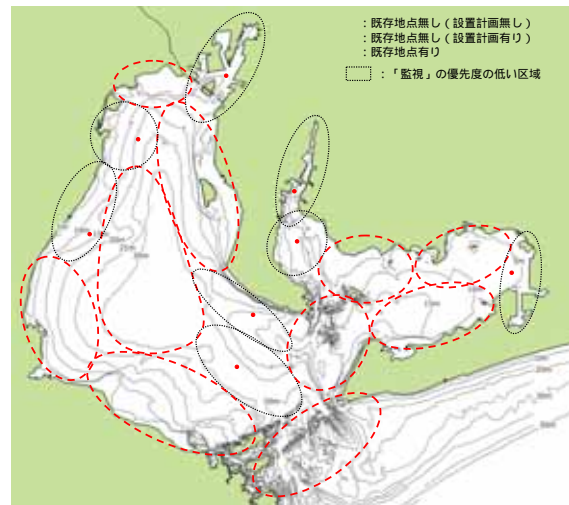 ：既存地点無し（設置計画無し）
：既存地点無し（設置計画有り）
：既存地点有り
：「監視」の優先度の低い区域